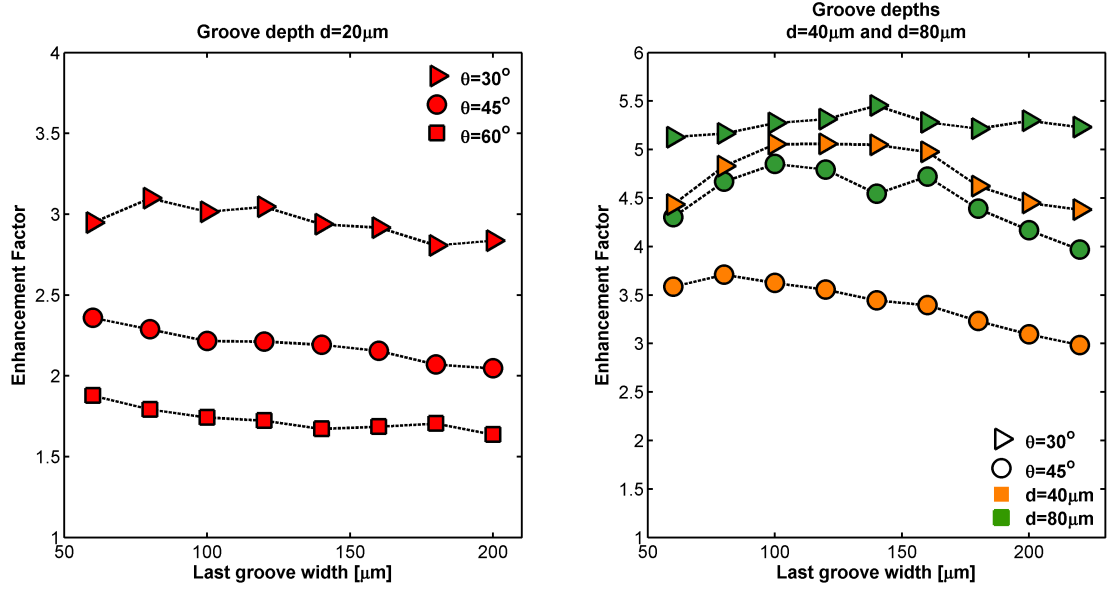 Groove depth d=20μm
4
3.5
3
2.5
2
1.5
1
50
100
150
200
Enhancement Factor
Last groove width [μm]
θ=30°
θ=45°
θ=60°
Groove depths
d=40μm and d=80μm
6
5.5
5
4.5
4
3.5
3
2.5
2
1.5
1
50
100
150
200
Enhancement Factor
Last groove width [μm]
θ=30°
θ=45°
d=40μm
d=80μm